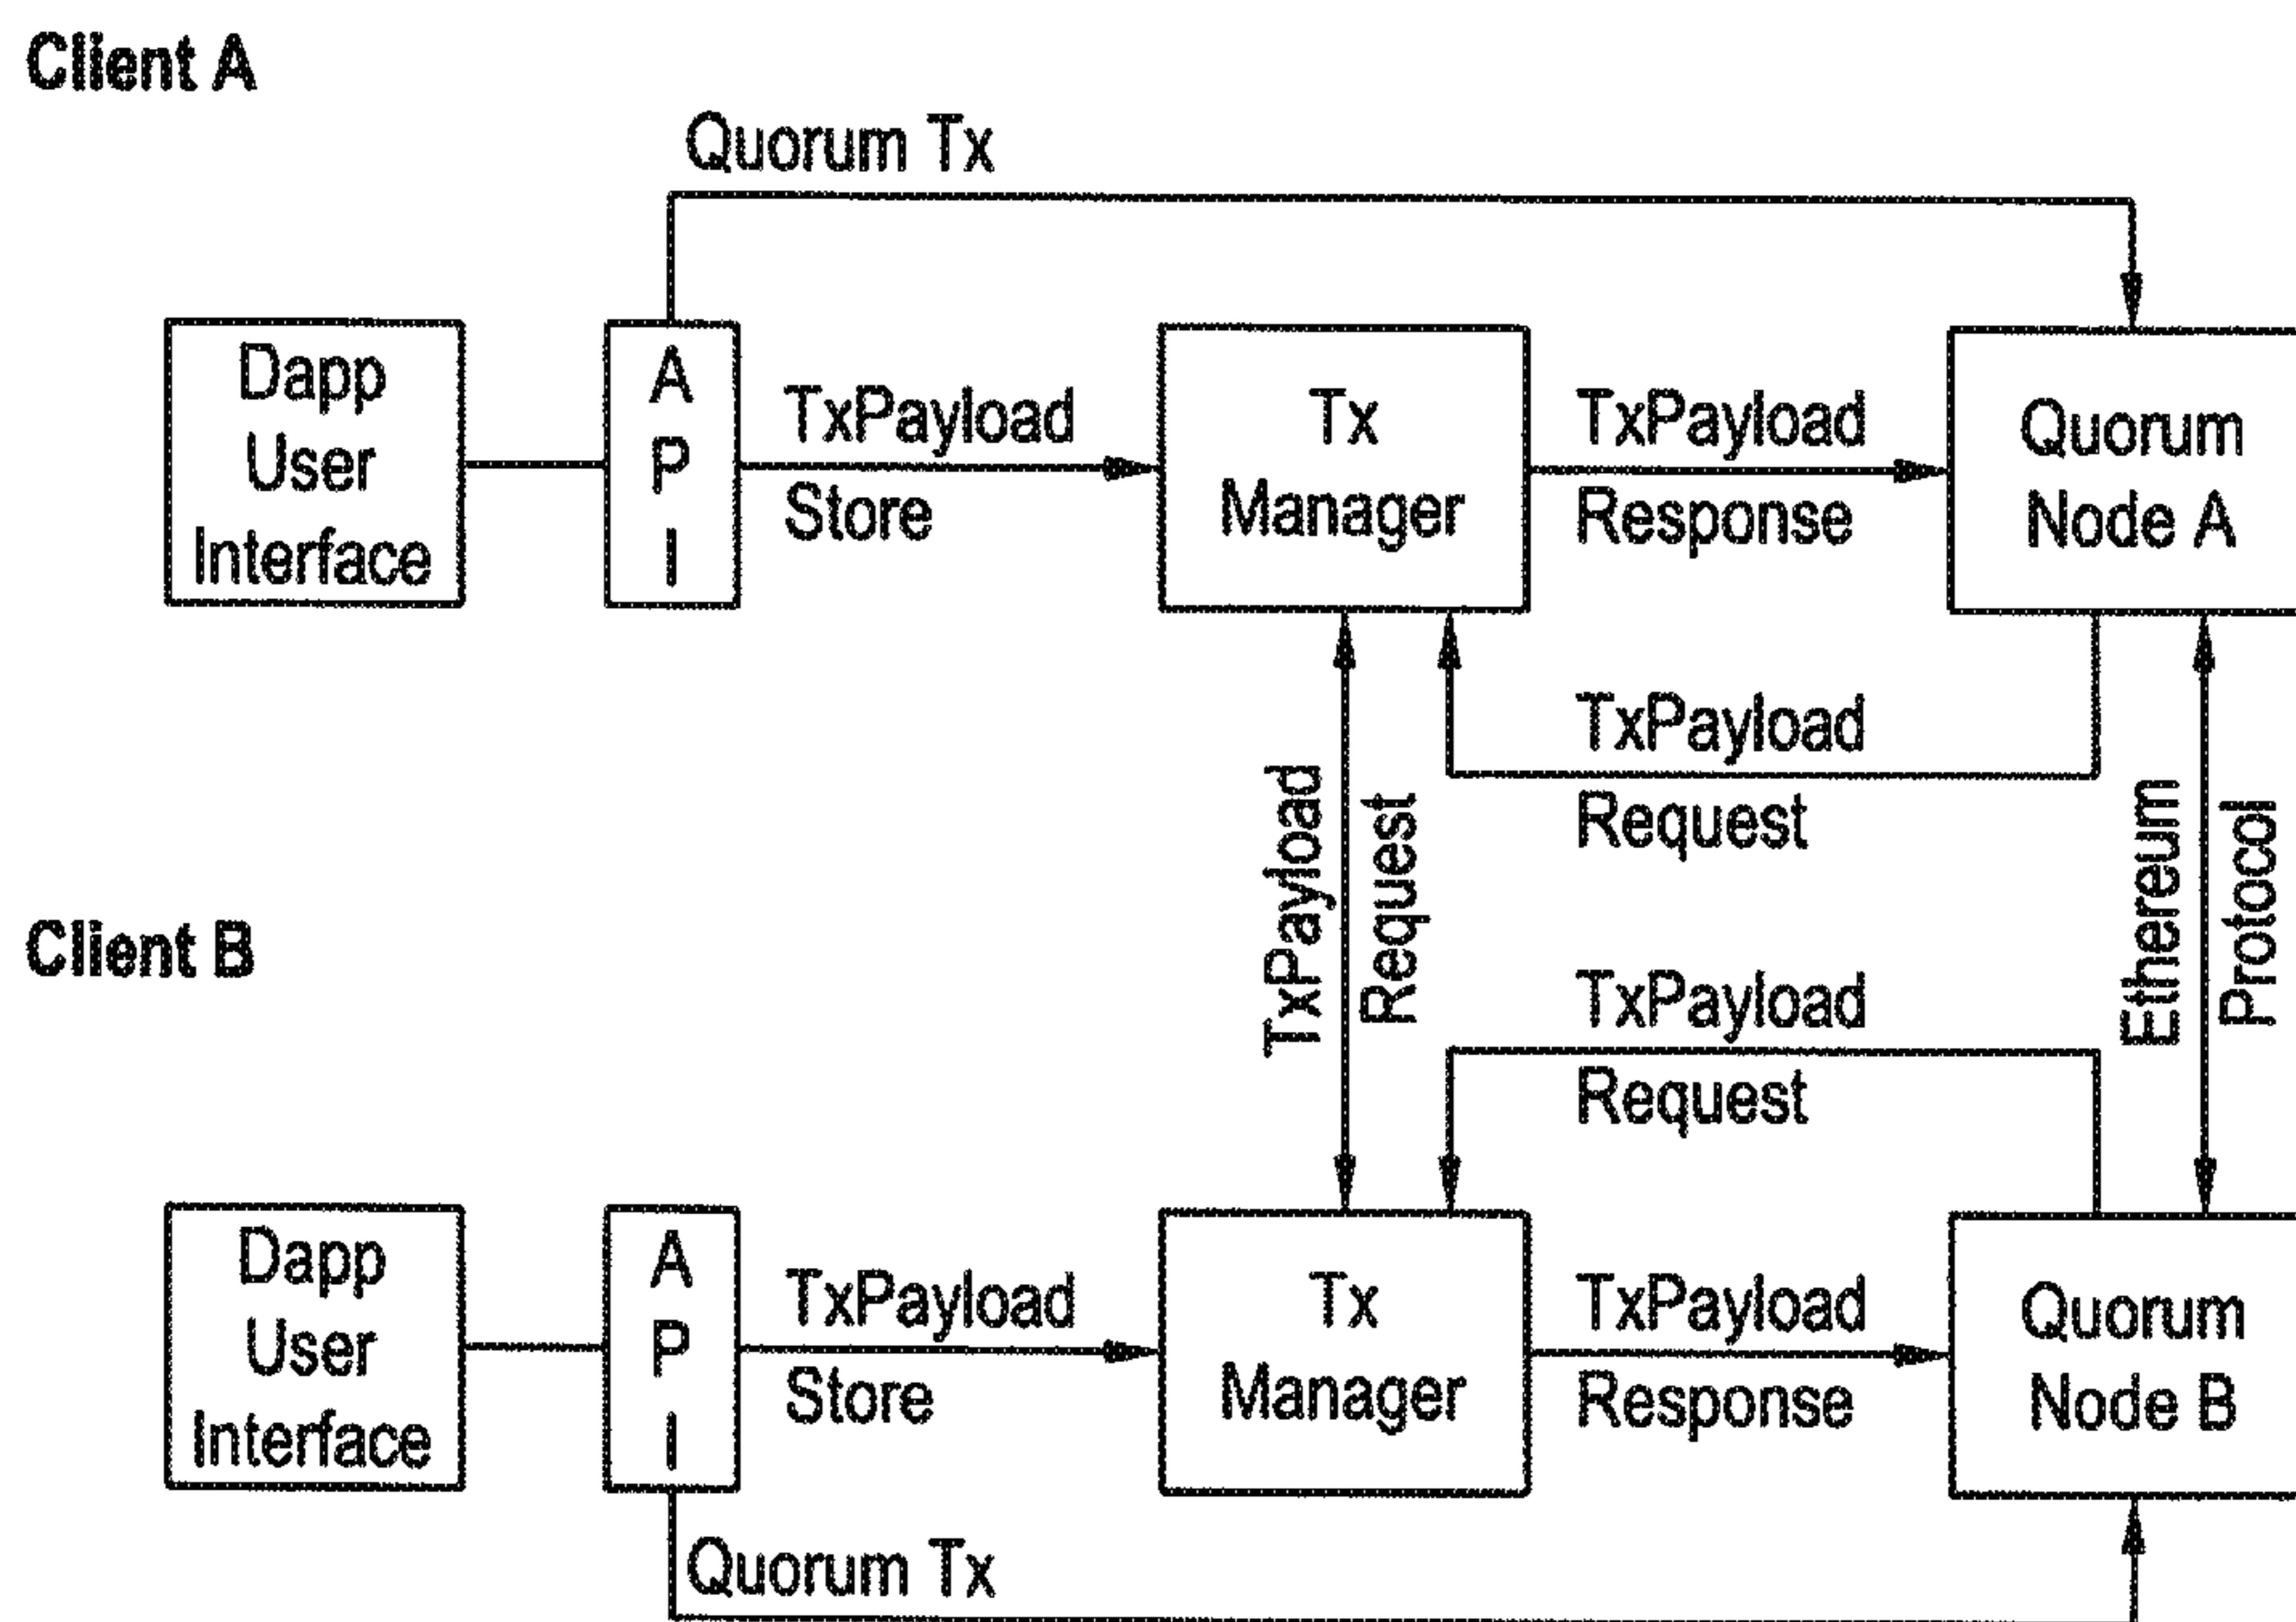 Client A
Quorum Tx
Dapp
User
Interface
A
P
I
TxPayload
Store
Tx
Manager
TxPayload
Response
Quorum
Node A
TxPayload
Request
TxPayload
Request
Ethereum
Protocol
Client B
TxPayload
Request
Dapp
User
Interface
A
P
I
TxPayload
Store
Tx
Manager
TxPayload
Response
Quorum
Node B
Quorum Tx